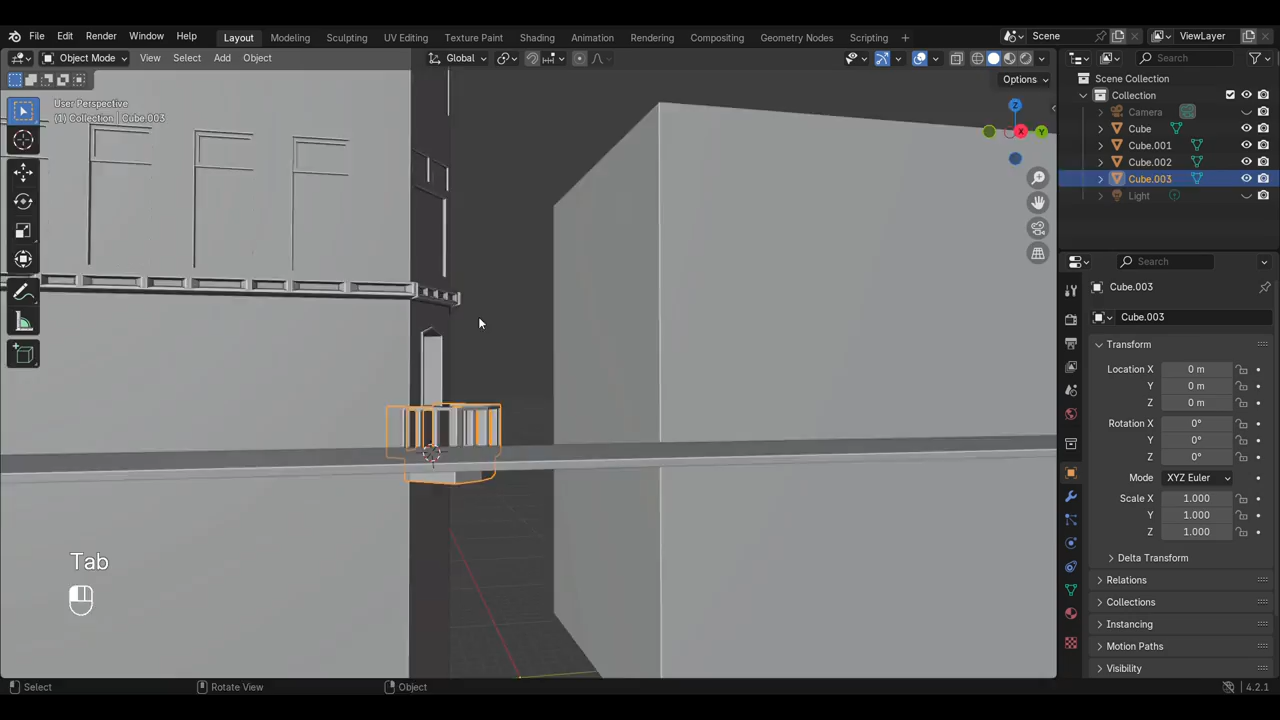 File Edit Render Window Help Layout Modeling Sculpting UV Editing Texture Paint Shading Animation Rendering Compositing Geometry Nodes Scripting + Scene ViewLayer
Object Mode View Select Add Object Global Search
Options
Scene Collection
User Perspective
(1) Collection | Cube.003
Collection
Camera
Cube
Cube.001
Cube.002
Cube.003
Light
Z
X
Y
Search
Cube.003
Cube.003
Transform
Location X 0 m
Y 0 m
Z 0 m
Rotation X 0°
Y 0°
Z 0°
Mode XYZ Euler
Scale X 1.000
Y 1.000
Z 1.000
Delta Transform
Relations
Collections
Instancing
Motion Paths
Visibility
Tab
Select Rotate View Object 4.2.1